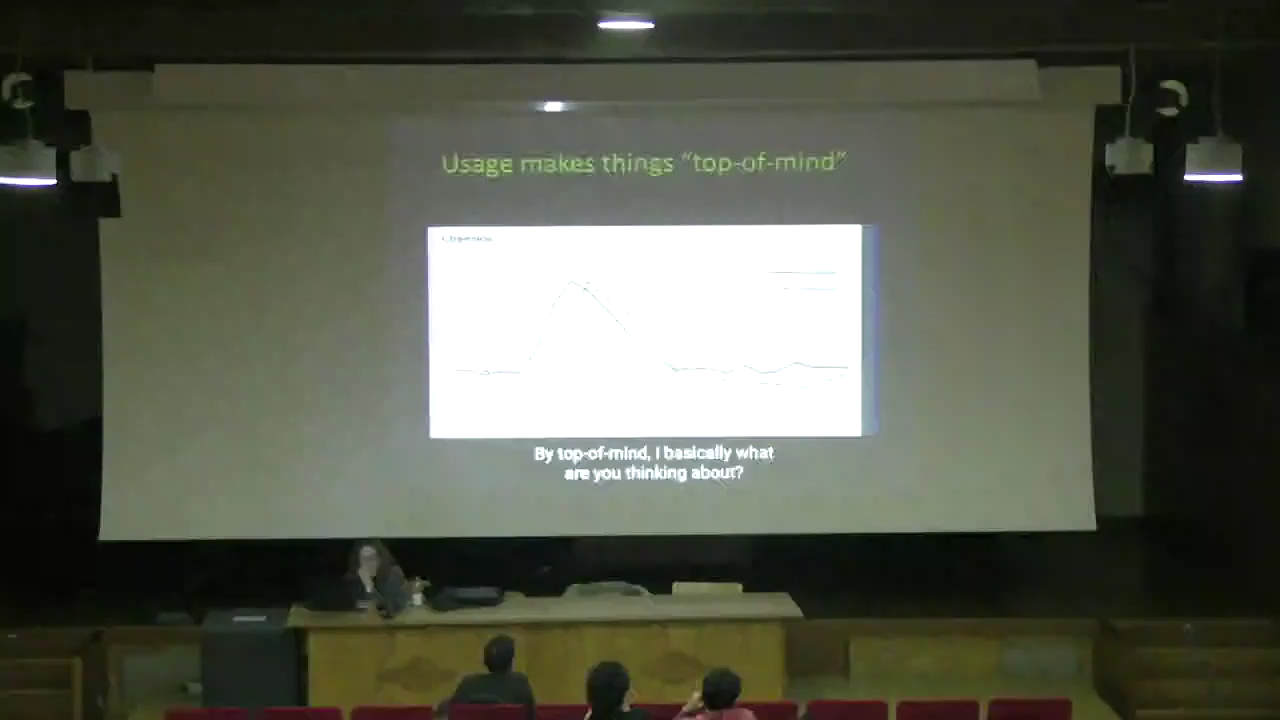 Usage makes things “top-of-mind”
By top-of-mind, I basically what
are you thinking about?